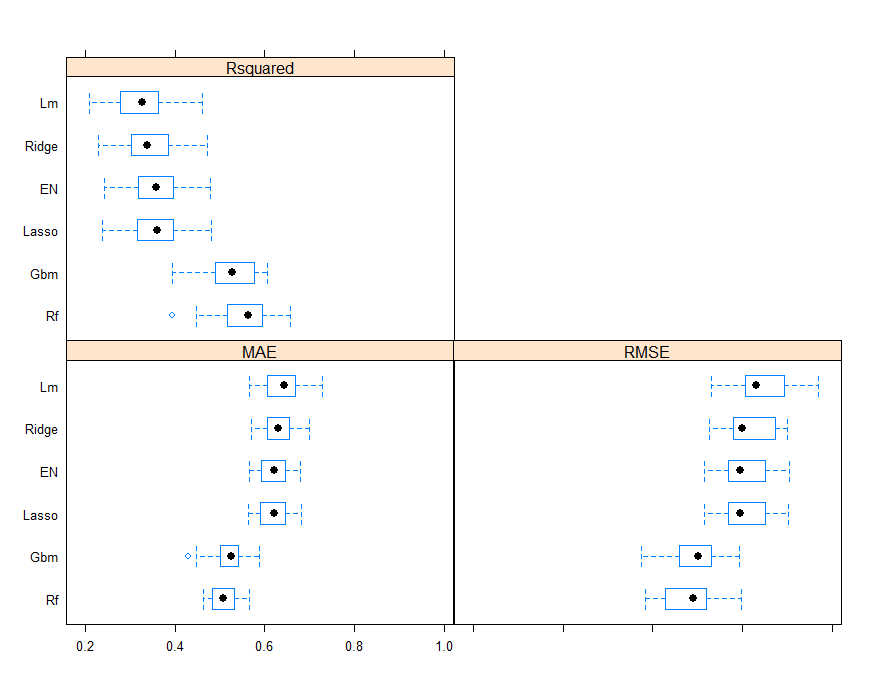 Rsquared
Lm
Ridge
EN
Lasso
Gbm
Rf
MAE RMSE
Lm
Ridge
EN
Lasso
Gbm
Rf
0.2 0.4 0.6 0.8 1.0